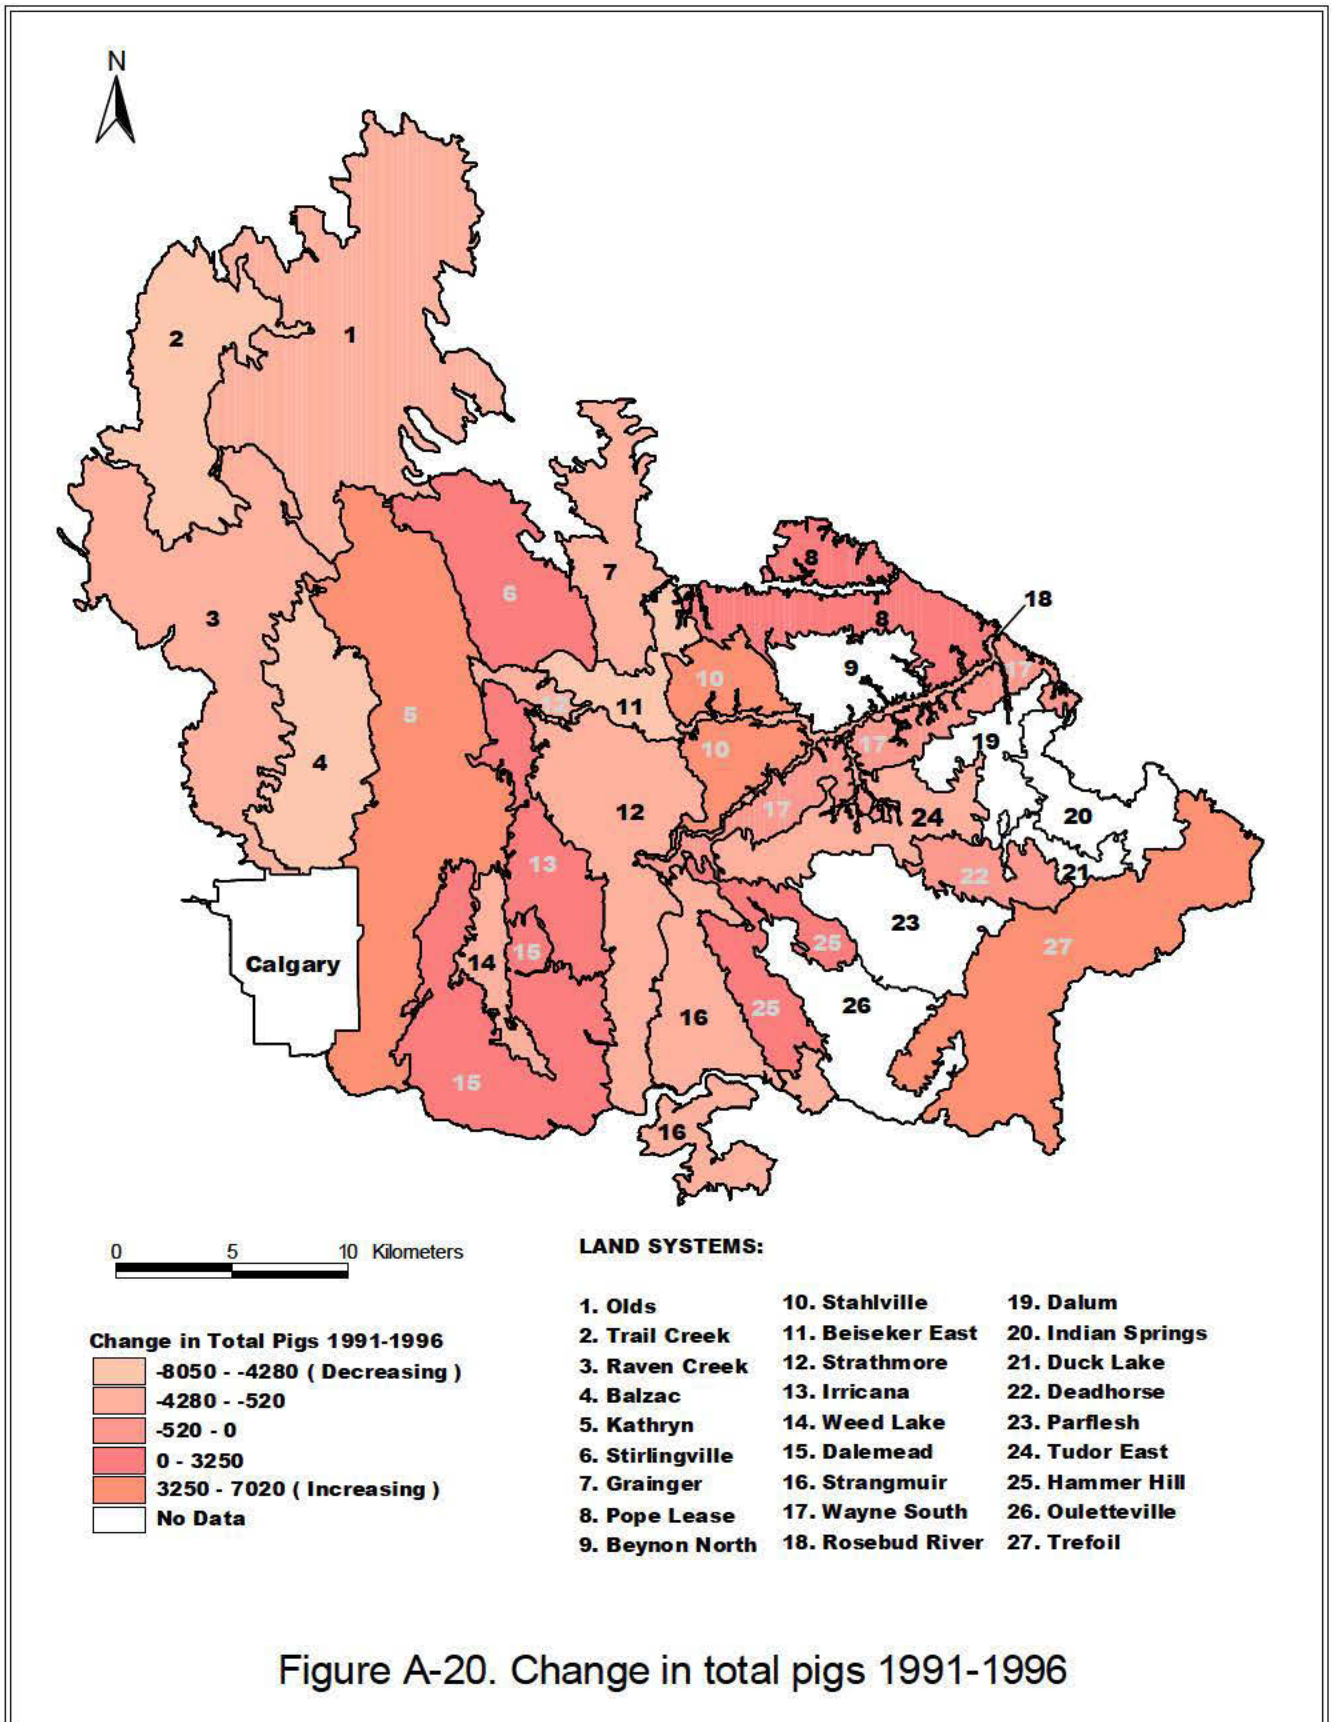 N
1
2
3
4
5
6
7
8
8
9
10
10
11
12
12
13
14
15
15
16
16
17
17
17
18
19
20
21
22
23
24
25
25
26
27
Calgary
0 5 10 Kilometers
Change in Total Pigs 1991-1996
-8050 - -4280 ( Decreasing )
-4280 - -520
-520 - 0
0 - 3250
3250 - 7020 ( Increasing )
No Data
LAND SYSTEMS:
1. Olds
2. Trail Creek
3. Raven Creek
4. Balzac
5. Kathryn
6. Stirlingville
7. Grainger
8. Pope Lease
9. Beynon North
10. Stahlville
11. Beiseker East
12. Strathmore
13. Irricana
14. Weed Lake
15. Dalemead
16. Strangmuir
17. Wayne South
18. Rosebud River
19. Dalum
20. Indian Springs
21. Duck Lake
22. Deadhorse
23. Parflesh
24. Tudor East
25. Hammer Hill
26. Ouletteville
27. Trefoil
Figure A-20. Change in total pigs 1991-1996